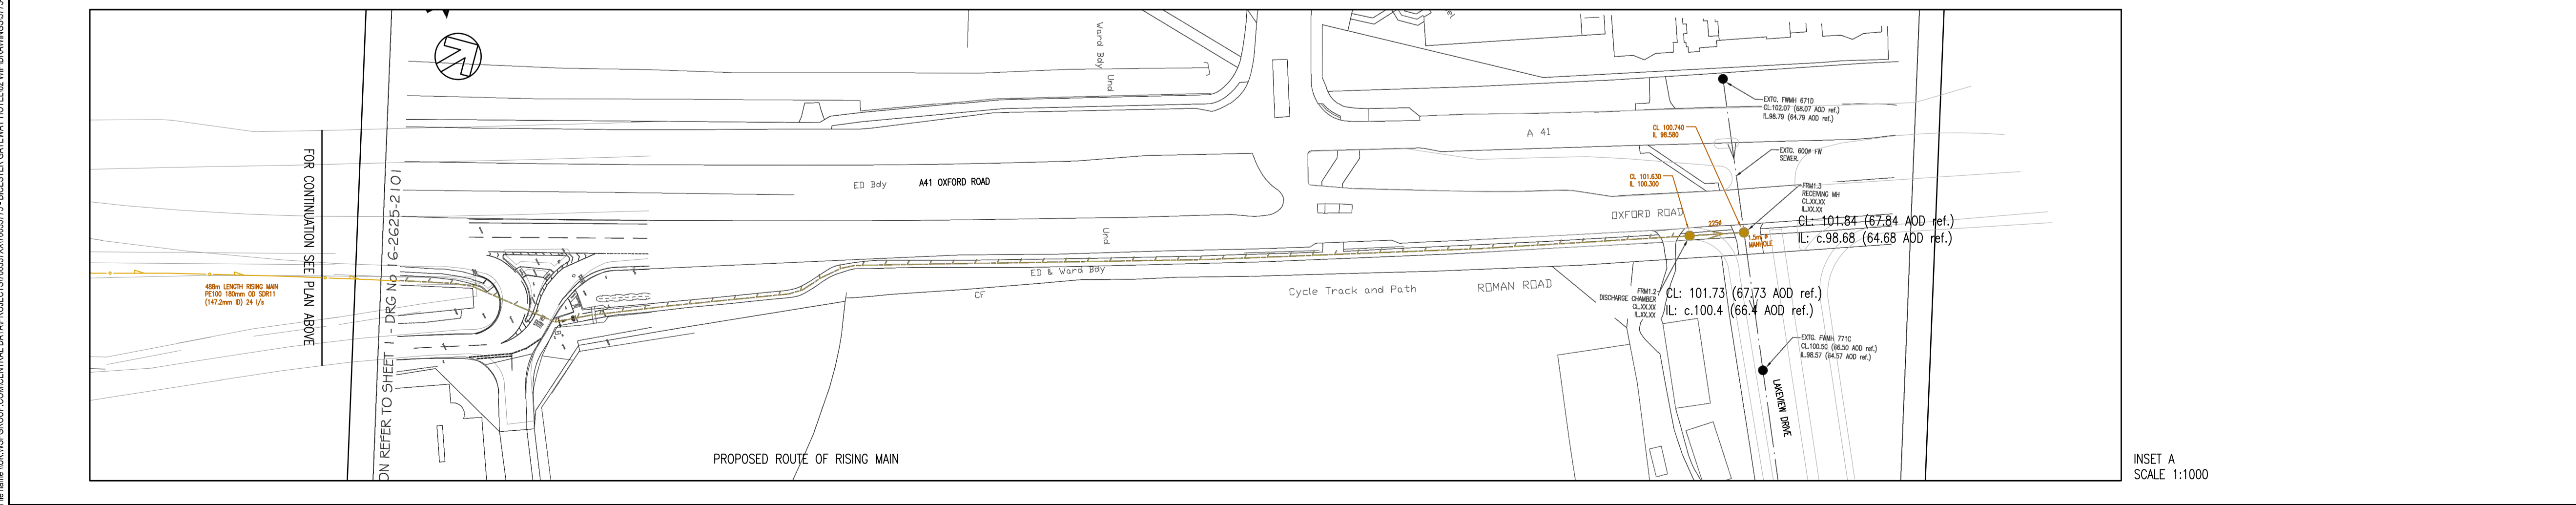 FOR CONTINUATION SEE PLAN ABOVE
ON REFER TO SHEET 1 - DRG No 16-2625-2101
488m LENGTH RISING MAIN
PE100 180mm OD SDR11
(147.2mm ID) 24 l/s
Ward Bdy
Und
ED Bdy
A41 OXFORD ROAD
Und
ED & Ward Bdy
CF
Cycle Track and Path
ROMAN ROAD
OXFORD ROAD
A 41
PROPOSED ROUTE OF RISING MAIN
EXTG. FWMH 671D
CL.102.07 (68.07 AOD ref.)
IL.98.79 (64.79 AOD ref.)
CL 100.740
IL 98.580
EXTG. 600ø FW
SEWER.
CL 101.630
IL 100.300
FRM1.3
RECEIVING MH
CL.XX.XX
IL.XX.XX
CL: 101.84 (67.84 AOD ref.)
IL: c.98.68 (64.68 AOD ref.)
225ø
1.5m ø
MANHOLE
FRM1.2
DISCHARGE CHAMBER
CL.XX.XX
IL.XX.XX
CL: 101.73 (67.73 AOD ref.)
IL: c.100.4 (66.4 AOD ref.)
EXTG. FWMH 771C
CL.100.50 (66.50 AOD ref.)
IL.98.57 (64.57 AOD ref.)
LAKEVIEW DRIVE
INSET A
SCALE 1:1000